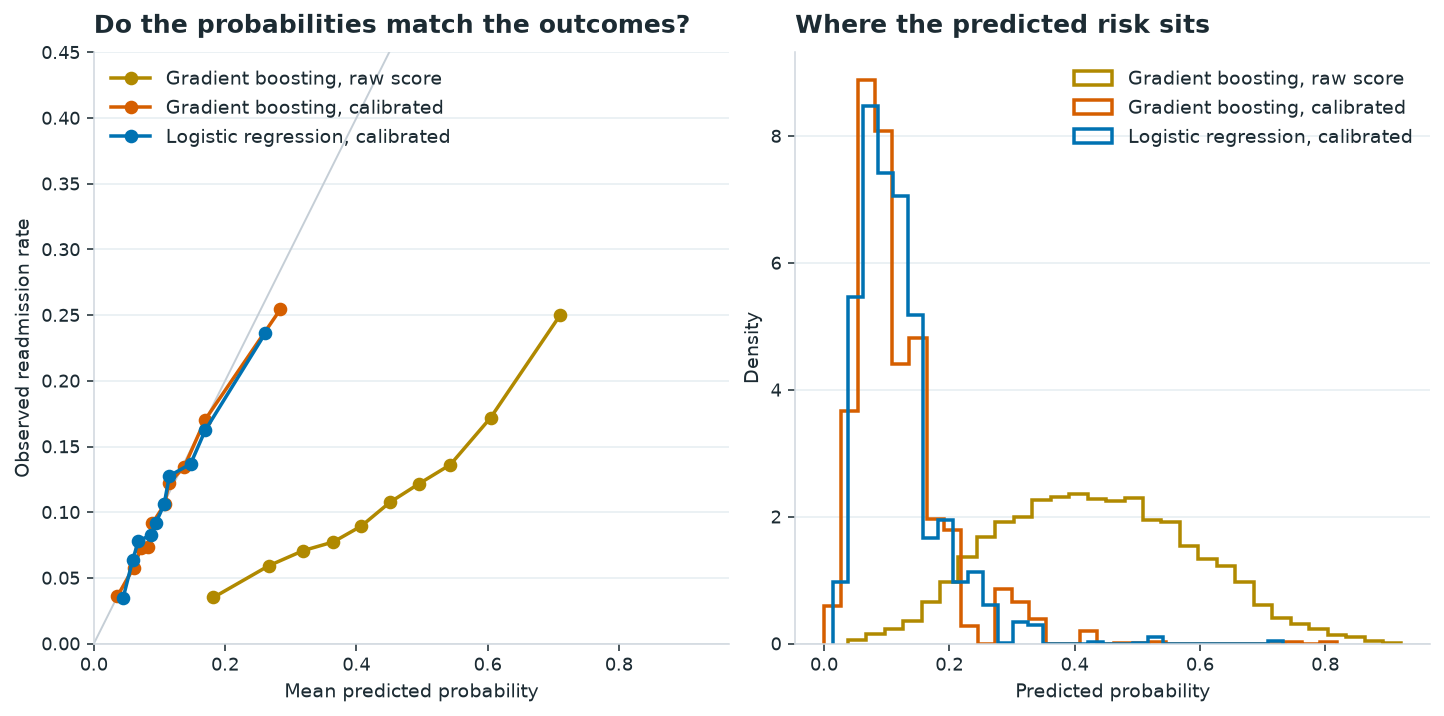 Do the probabilities match the outcomes?
0.45
0.40
0.35
0.30
0.25
0.20
0.15
0.10
0.05
0.00
Observed readmission rate
Gradient boosting, raw score
Gradient boosting, calibrated
Logistic regression, calibrated
0.0 0.2 0.4 0.6 0.8
Mean predicted probability
Where the predicted risk sits
8
6
4
2
0
Density
Gradient boosting, raw score
Gradient boosting, calibrated
Logistic regression, calibrated
0.0 0.2 0.4 0.6 0.8
Predicted probability